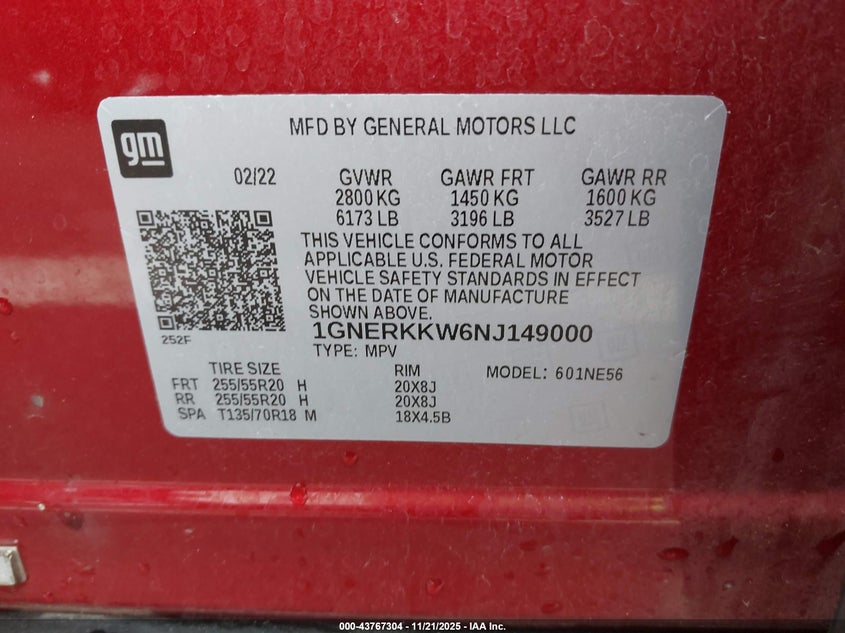 gm
MFD BY GENERAL MOTORS LLC
02/22 GVWR GAWR FRT GAWR RR
2800 KG 1450 KG 1600 KG
6173 LB 3196 LB 3527 LB
THIS VEHICLE CONFORMS TO ALL
APPLICABLE U.S. FEDERAL MOTOR
VEHICLE SAFETY STANDARDS IN EFFECT
ON THE DATE OF MANUFACTURE
SHOWN ABOVE.
252F
1GNERKKW6NJ149000
TYPE: MPV
TIRE SIZE RIM MODEL: 601NE56
FRT 255/55R20 H 20X8J
RR 255/55R20 H 20X8J
SPA T135/70R18 M 18X4.5B
000-43767304 - 11/21/2025 - IAA Inc.